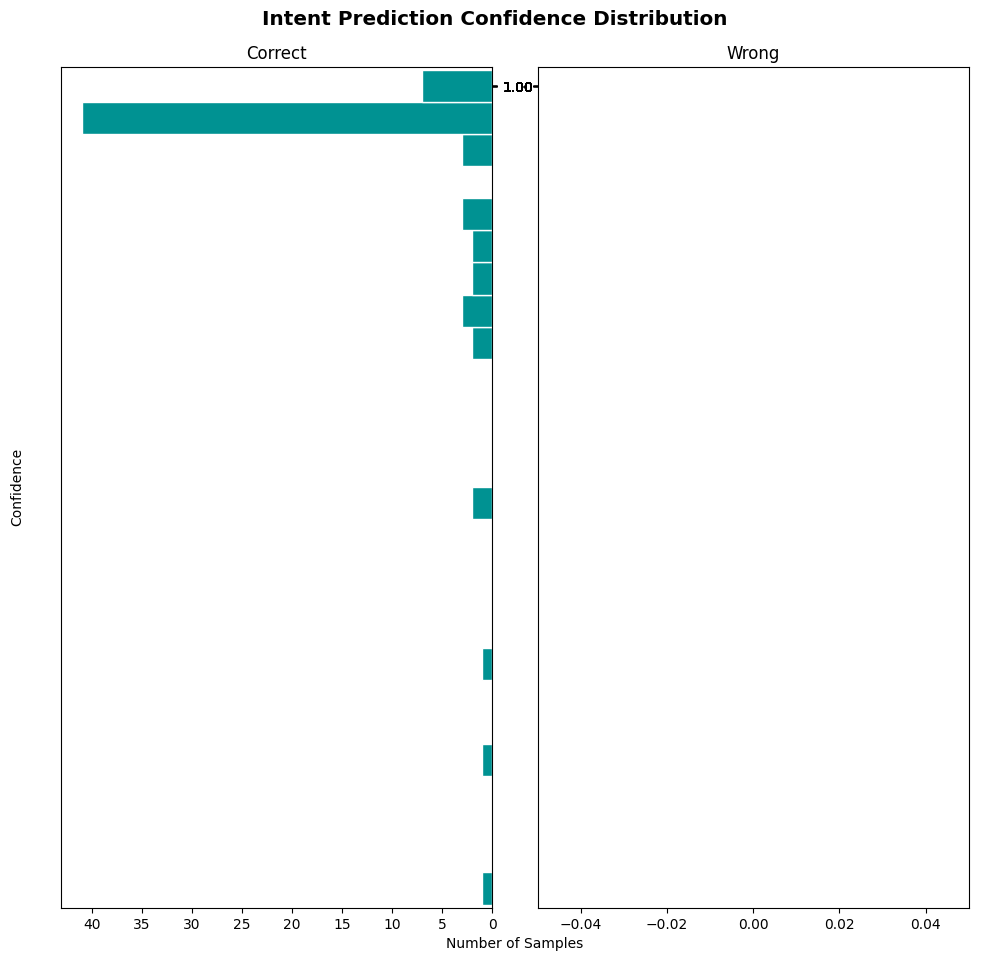 Intent Prediction Confidence Distribution
Correct
Wrong
1.00
Confidence
40 35 30 25 20 15 10 5 0
−0.04 −0.02 0.00 0.02 0.04
Number of Samples